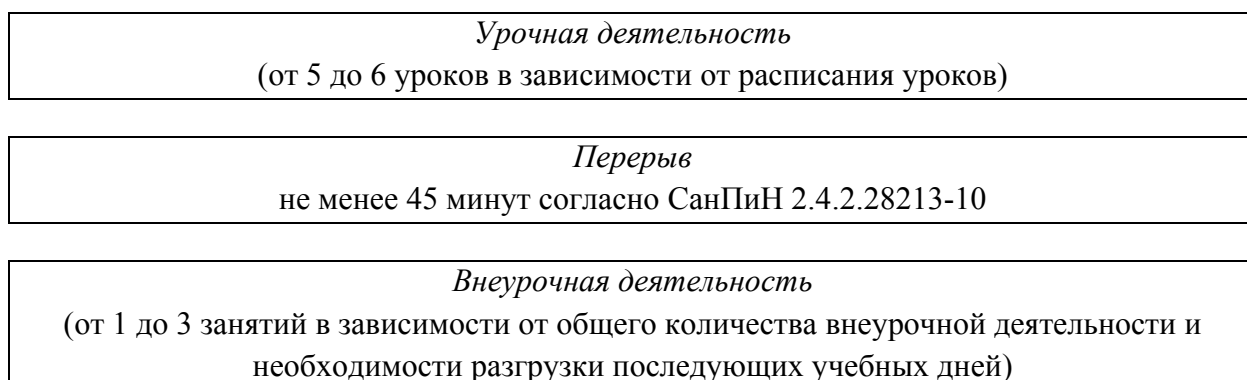 Урочная деятельность
(от 5 до 6 уроков в зависимости от расписания уроков)
Перерыв
не менее 45 минут согласно СанПиН 2.4.2.28213-10
Внеурочная деятельность
(от 1 до 3 занятий в зависимости от общего количества внеурочной деятельности и
необходимости разгрузки последующих учебных дней)